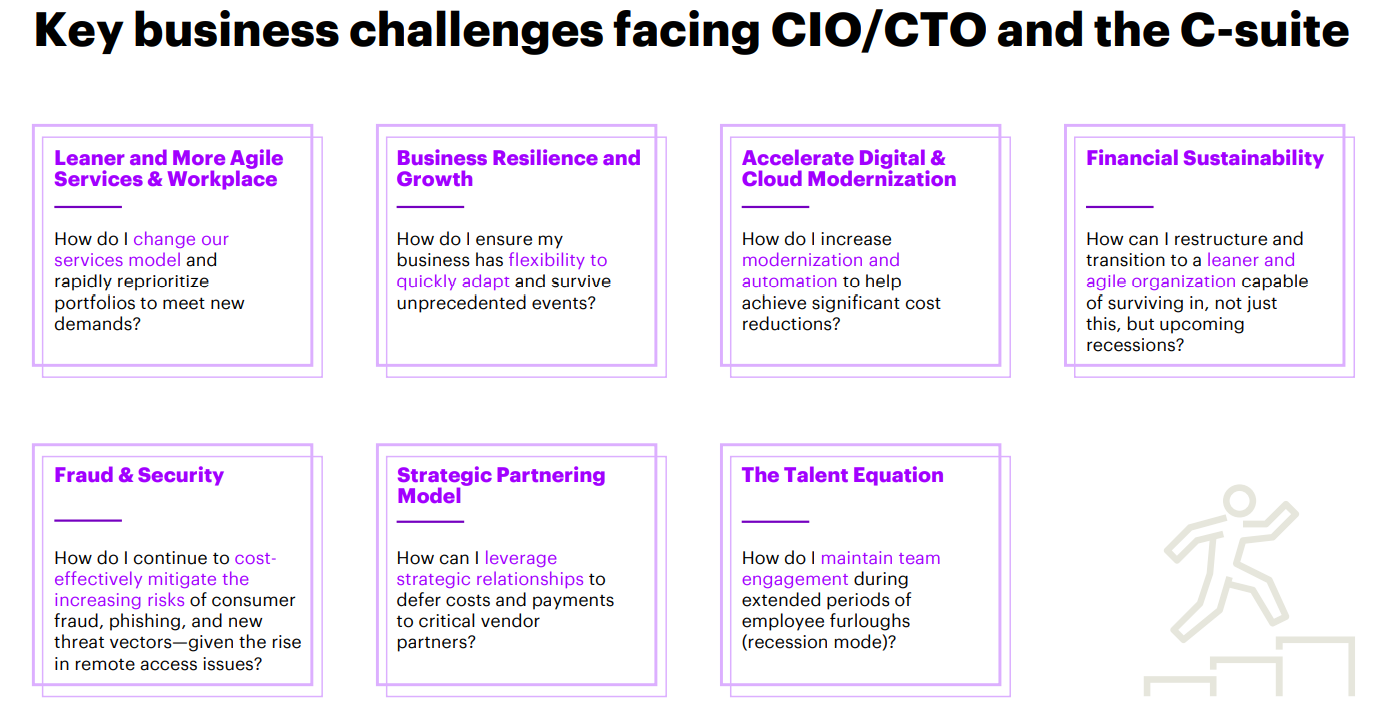 Key business challenges facing CIO/CTO and the C-suite
Leaner and More Agile
Services & Workplace
How do I change our
services model and
rapidly reprioritize
portfolios to meet new
demands?
Business Resilience and
Growth
How do I ensure my
business has flexibility to
quickly adapt and survive
unprecedented events?
Accelerate Digital &
Cloud Modernization
How do I increase
modernization and
automation to help
achieve significant cost
reductions?
Financial Sustainability
How can I restructure and
transition to a leaner and
agile organization capable
of surviving in, not just
this, but upcoming
recessions?
Fraud & Security
How do I continue to cost-
effectively mitigate the
increasing risks of consumer
fraud, phishing, and new
threat vectors—given the rise
in remote access issues?
Strategic Partnering
Model
How can I leverage
strategic relationships to
defer costs and payments
to critical vendor
partners?
The Talent Equation
How do I maintain team
engagement during
extended periods of
employee furloughs
(recession mode)?